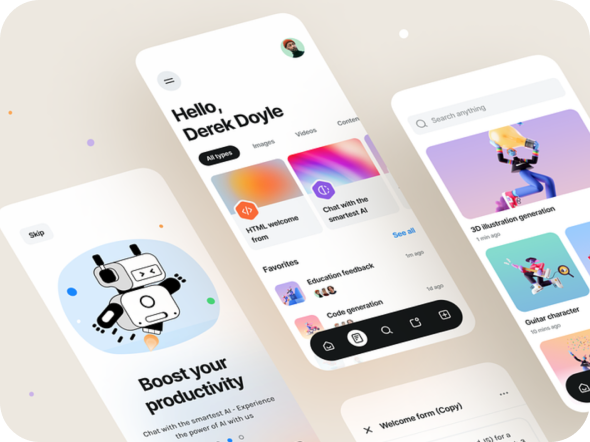 Skip
Boost your
productivity
Chat with the smartest AI - Experience
the power of AI with us
Hello,
Derek Doyle
All types
Images
Videos
Conten
HTML welcome
from
Chat with the
smartest AI
Favorites
See all
Education feedback
1m ago
Code generation
1d ago
Search anything
3D illustration generation
1 min ago
Guitar character
10 mins ago
Welcome form (Copy)
for a